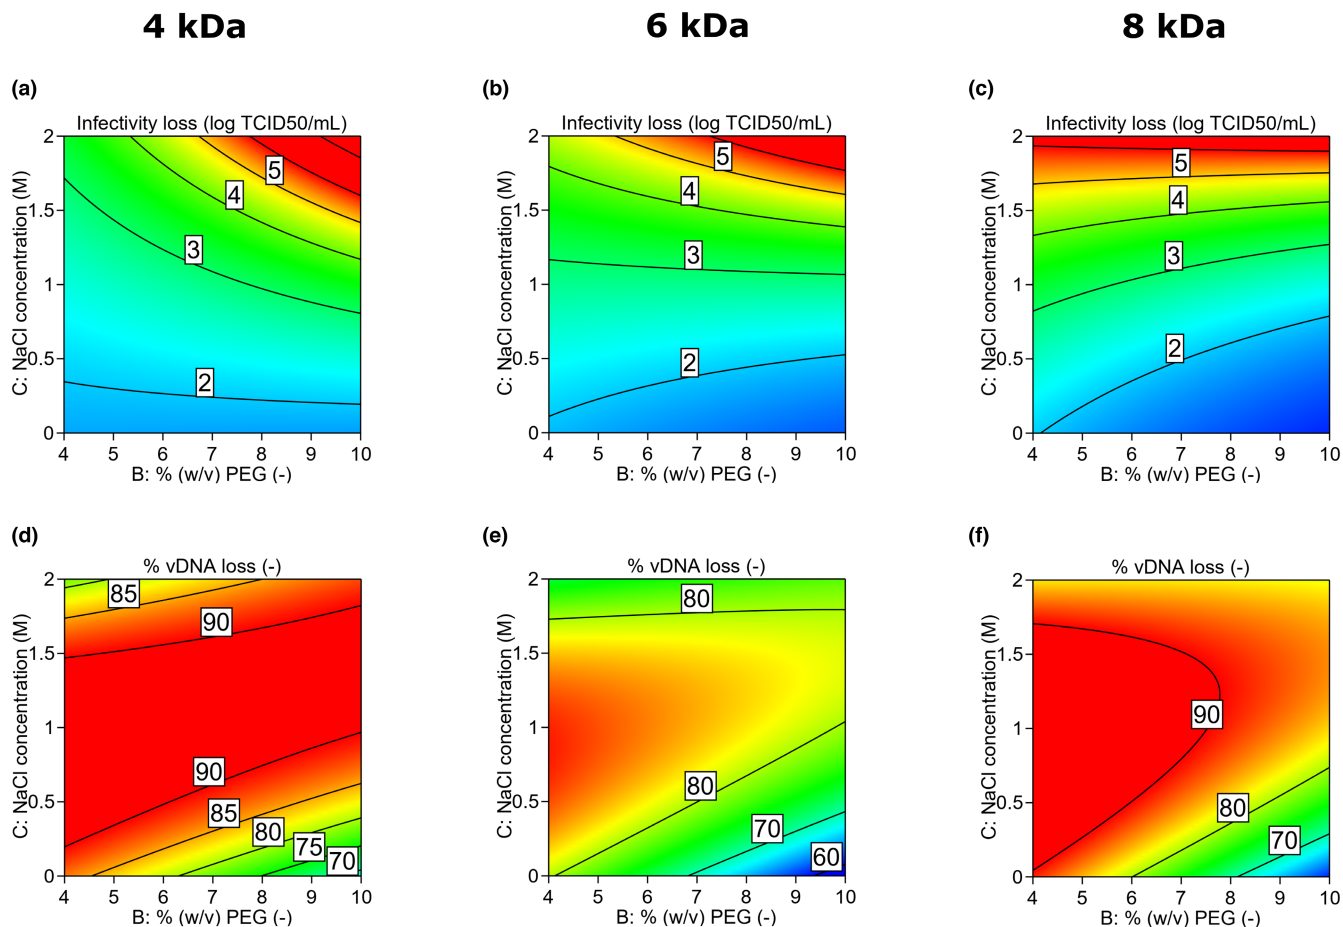 4 kDa 6 kDa 8 kDa
(a) (b) (c)
Infectivity loss (log TCID50/mL)
C: NaCl concentration (M)
2
1.5
1
0.5
0
5
4
3
2
4 5 6 7 8 9 10
B: % (w/v) PEG (-)
Infectivity loss (log TCID50/mL)
C: NaCl concentration (M)
2
1.5
1
0.5
0
5
4
3
2
4 5 6 7 8 9 10
B: % (w/v) PEG (-)
Infectivity loss (log TCID50/mL)
C: NaCl concentration (M)
2
1.5
1
0.5
0
5
4
3
2
4 5 6 7 8 9 10
B: % (w/v) PEG (-)
(d) (e) (f)
% vDNA loss (-)
C: NaCl concentration (M)
2
1.5
1
0.5
0
85
90
90
85
80
75
70
4 5 6 7 8 9 10
B: % (w/v) PEG (-)
% vDNA loss (-)
C: NaCl concentration (M)
2
1.5
1
0.5
0
80
80
70
60
4 5 6 7 8 9 10
B: % (w/v) PEG (-)
% vDNA loss (-)
C: NaCl concentration (M)
2
1.5
1
0.5
0
90
80
70
4 5 6 7 8 9 10
B: % (w/v) PEG (-)